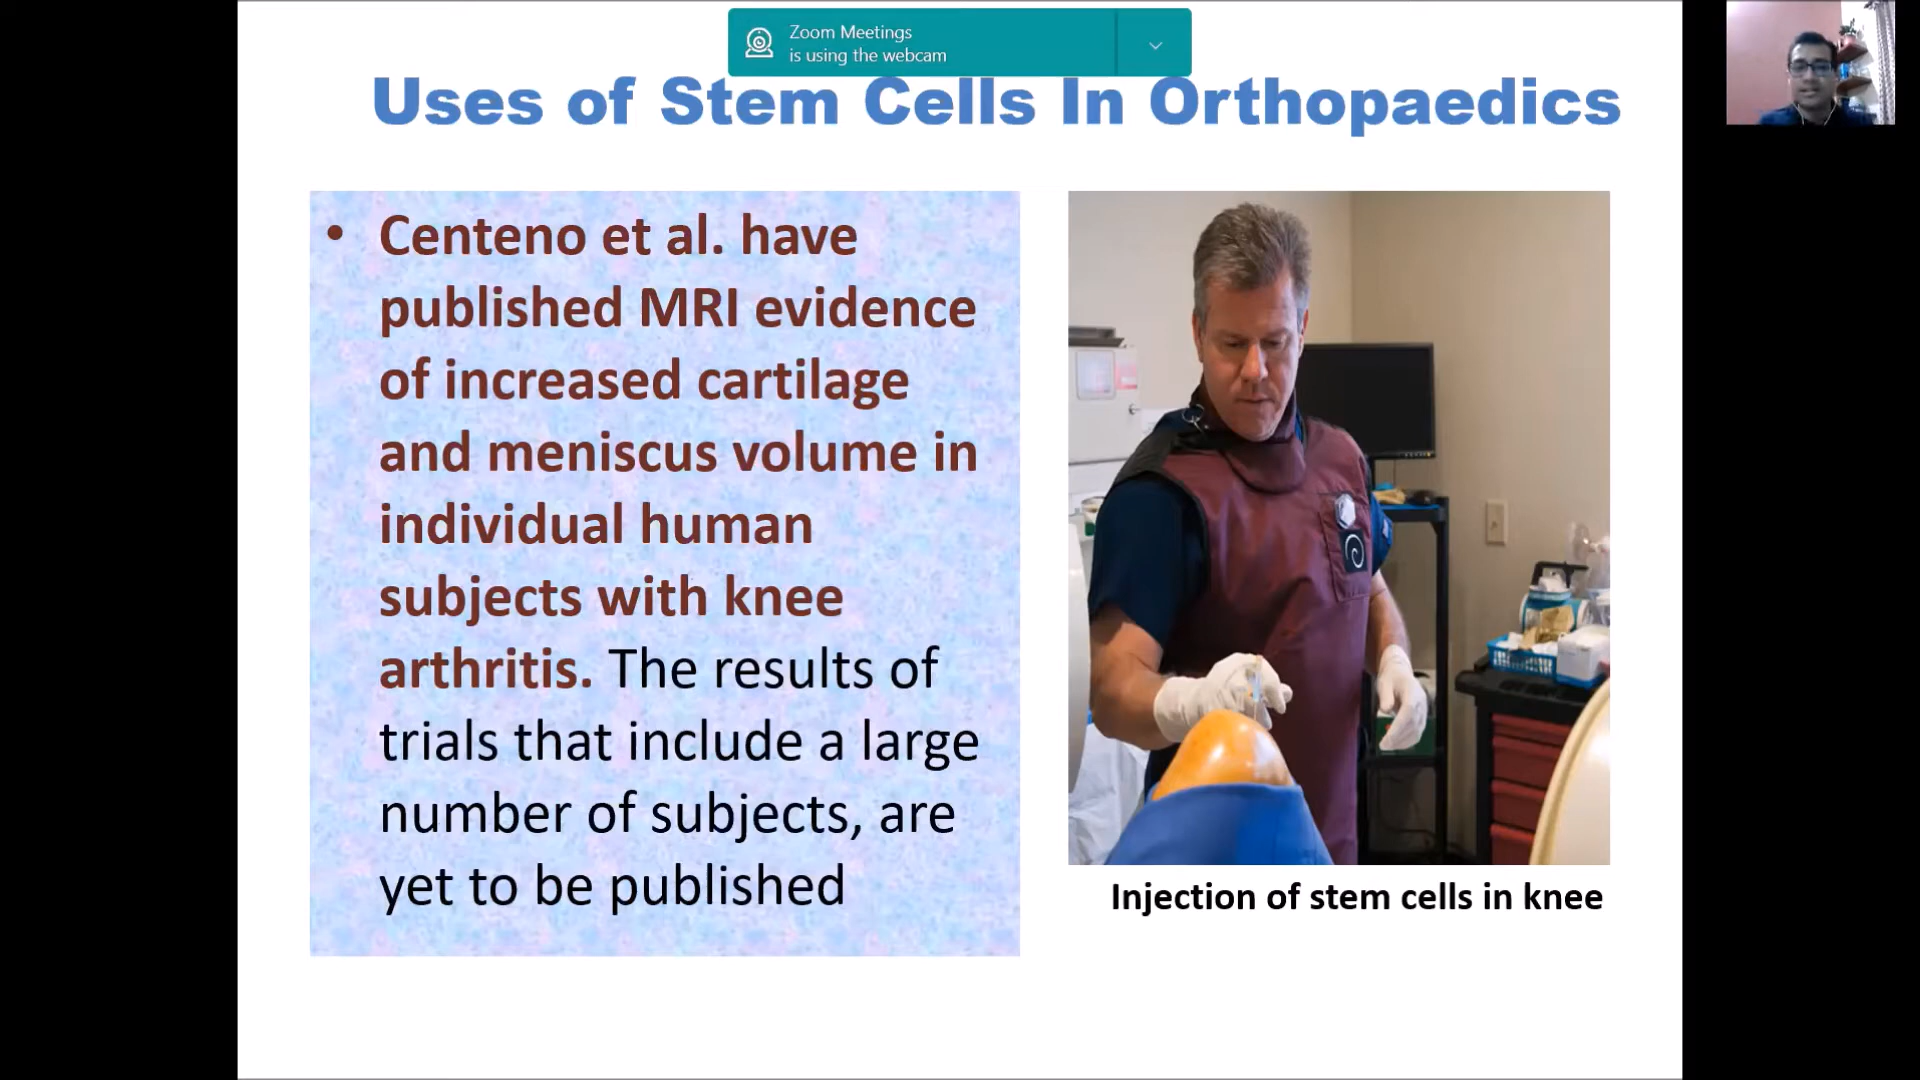 Zoom Meetings
is using the webcam
Uses of Stem Cells In Orthopaedics
• Centeno et al. have
published MRI evidence
of increased cartilage
and meniscus volume in
individual human
subjects with knee
arthritis. The results of
trials that include a large
number of subjects, are
yet to be published
Injection of stem cells in knee